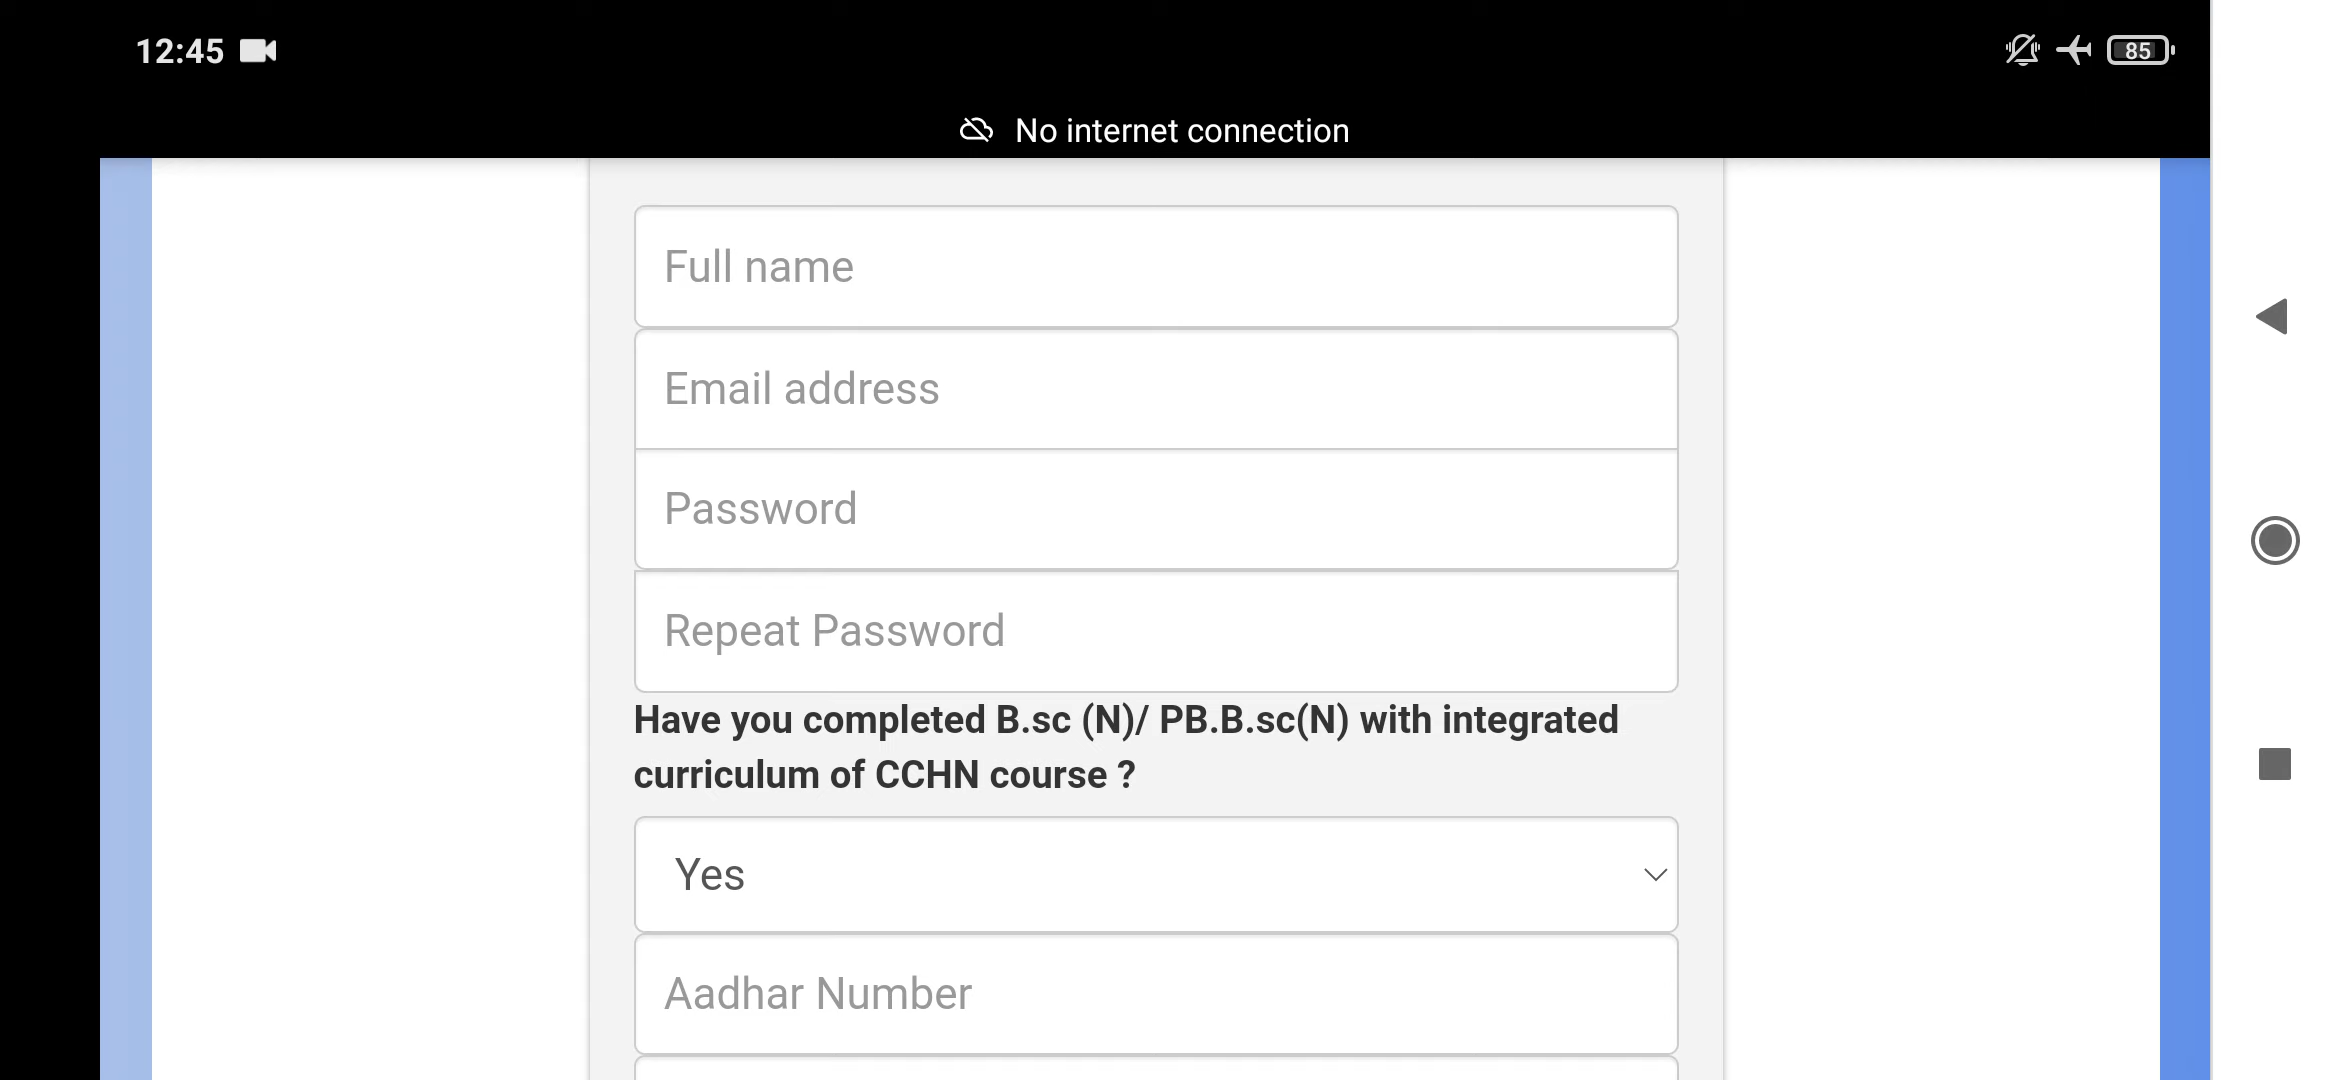 12:45
85
No internet connection
Full name
Email address
Password
Repeat Password
Have you completed B.sc (N)/ PB.B.sc(N) with integrated
curriculum of CCHN course ?
Yes
Aadhar Number